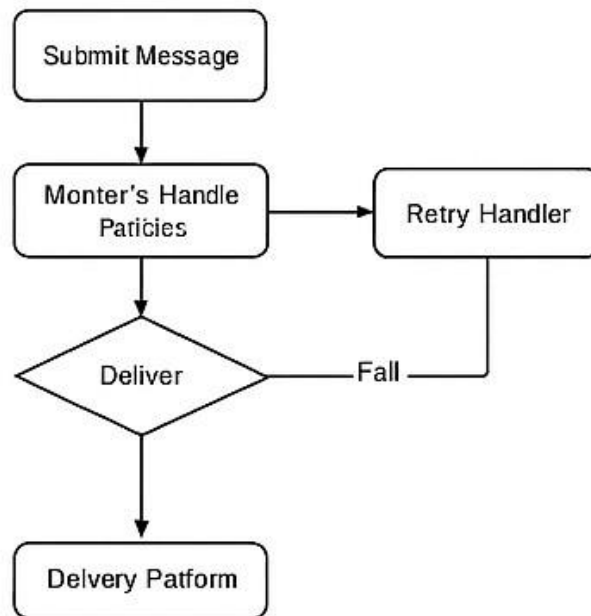 Submit Message
Monter's Handle
Paticies
Retry Handler
Deliver
Fall
Delvery Patform